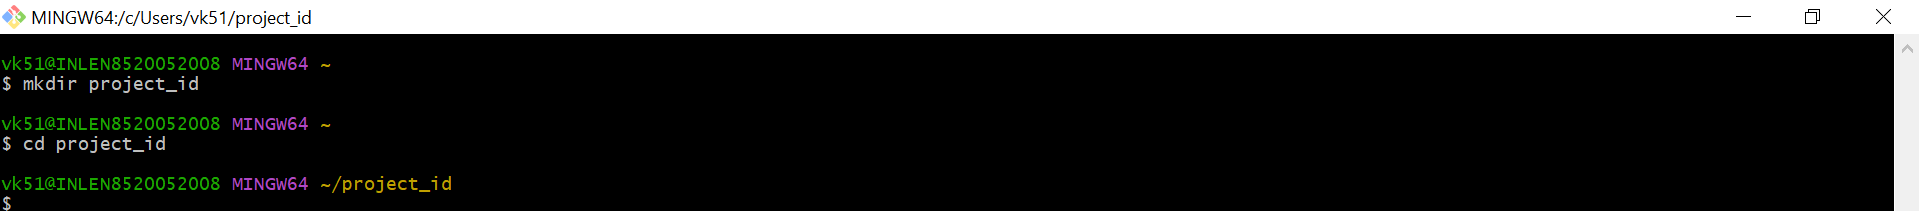 MINGW64:/c/Users/vk51/project_id
vk51@INLEN8520052008 MINGW64 ~
$ mkdir project_id
vk51@INLEN8520052008 MINGW64 ~
$ cd project_id
vk51@INLEN8520052008 MINGW64 ~/project_id
$